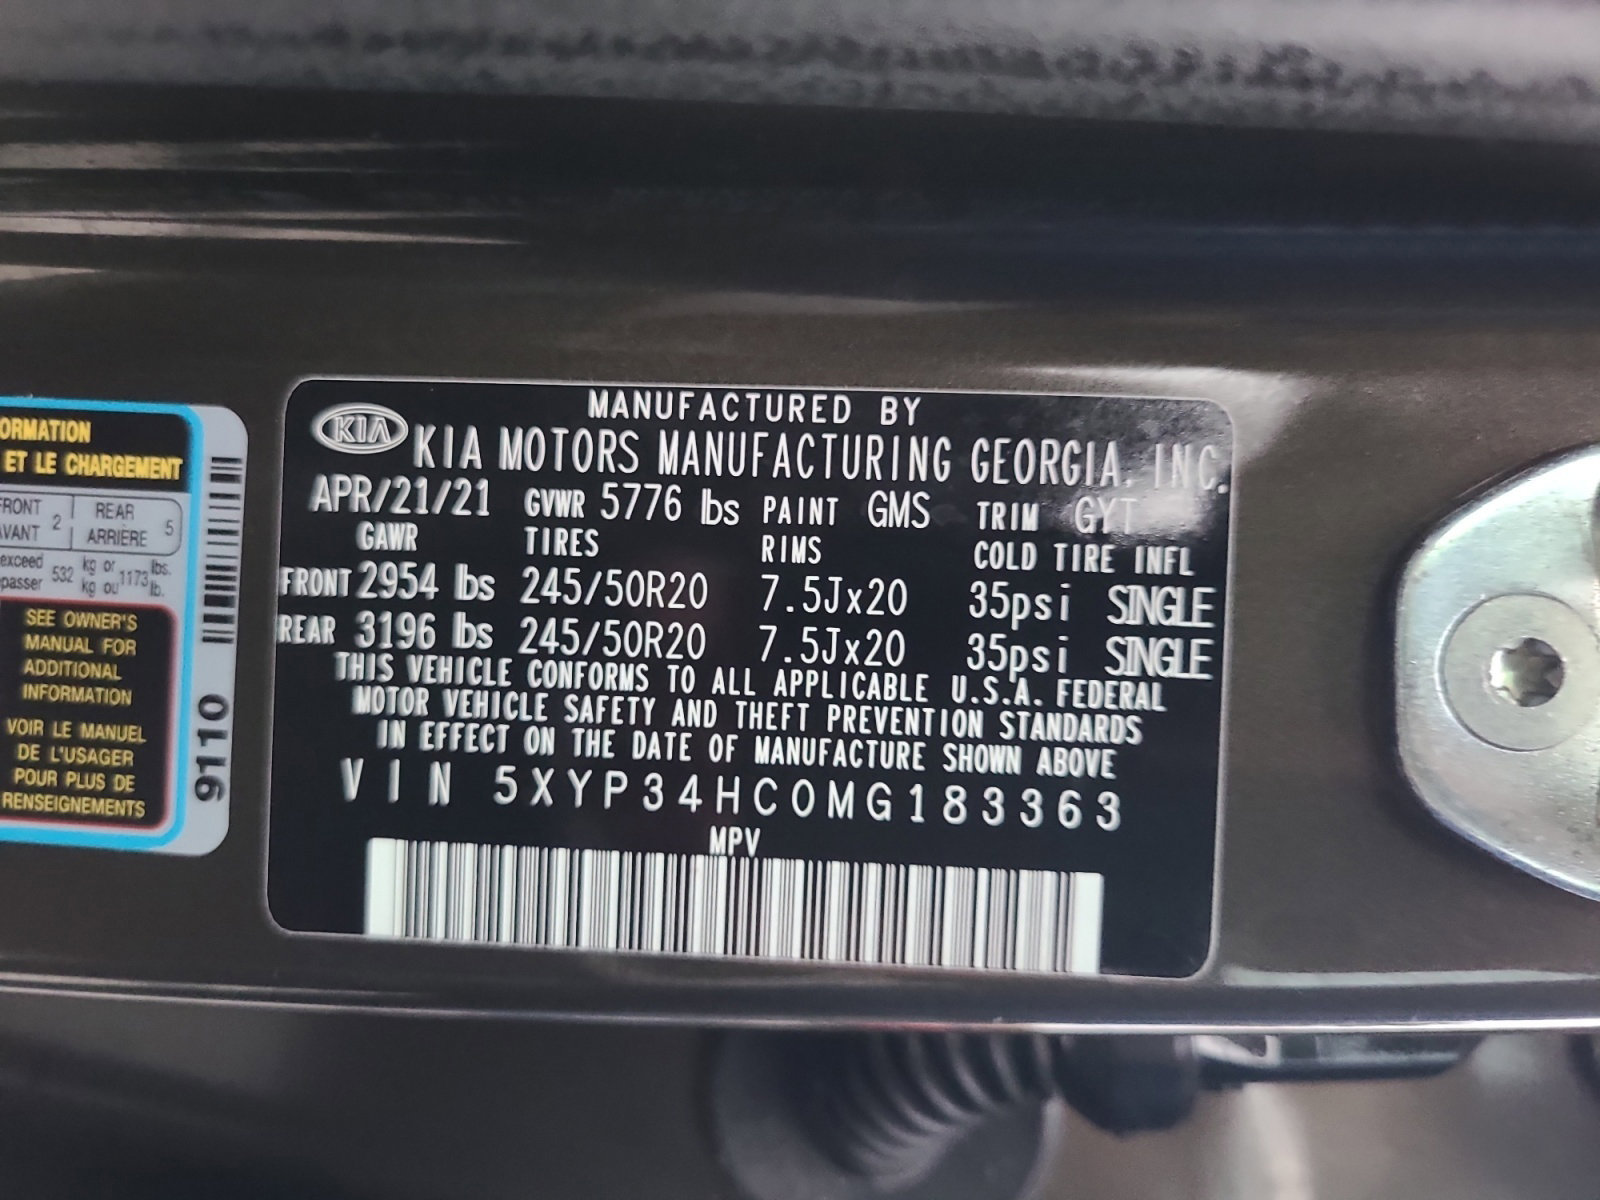 ORMATION
ET LE CHARGEMENT
FRONT 2 REAR 5
AVANT ARRIÈRE
exceed 532 kg or 1173 lbs.
passer kg ou lb.
SEE OWNER'S
MANUAL FOR
ADDITIONAL
INFORMATION
VOIR LE MANUEL
DE L'USAGER
POUR PLUS DE
RENSEIGNEMENTS
9110
MANUFACTURED BY
KIA KIA MOTORS MANUFACTURING GEORGIA, INC.
APR/21/21 GVWR 5776 lbs PAINT GMS TRIM GYT
GAWR TIRES RIMS COLD TIRE INFL
FRONT 2954 lbs 245/50R20 7.5Jx20 35psi SINGLE
REAR 3196 lbs 245/50R20 7.5Jx20 35psi SINGLE
THIS VEHICLE CONFORMS TO ALL APPLICABLE U.S.A. FEDERAL
MOTOR VEHICLE SAFETY AND THEFT PREVENTION STANDARDS
IN EFFECT ON THE DATE OF MANUFACTURE SHOWN ABOVE
VIN 5XYP34HC0MG183363
MPV